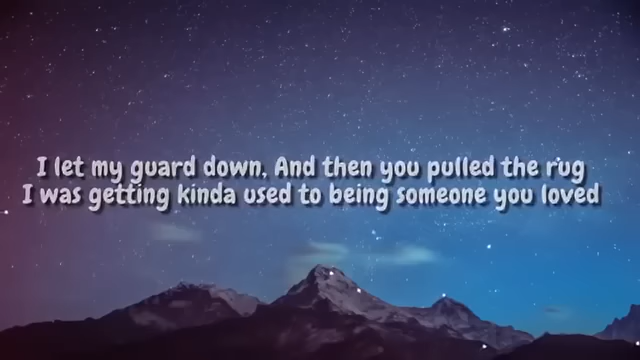 I let my guard down, And then you pulled the rug
I was getting kinda used to being someone you loved